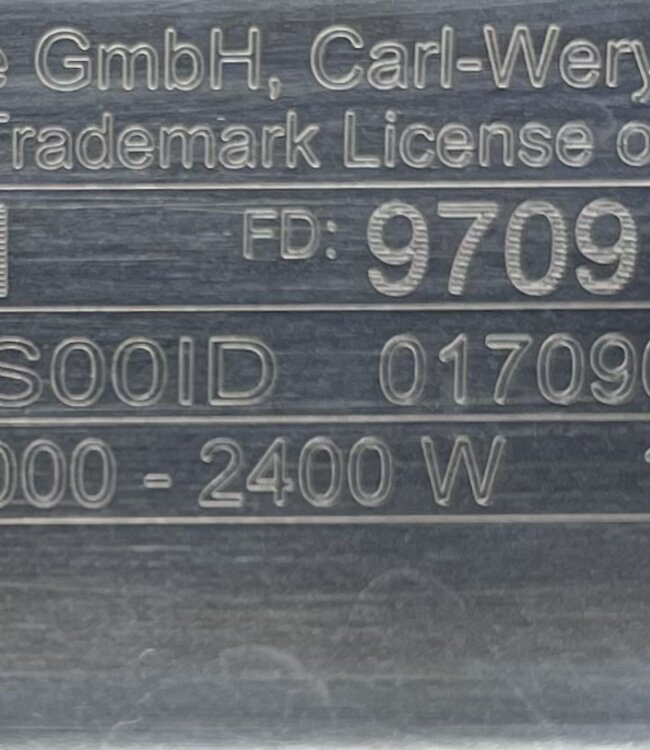 e GmbH, Carl-Wery
Trademark License o
FD: 9709
S00ID 01709
000 - 2400 W